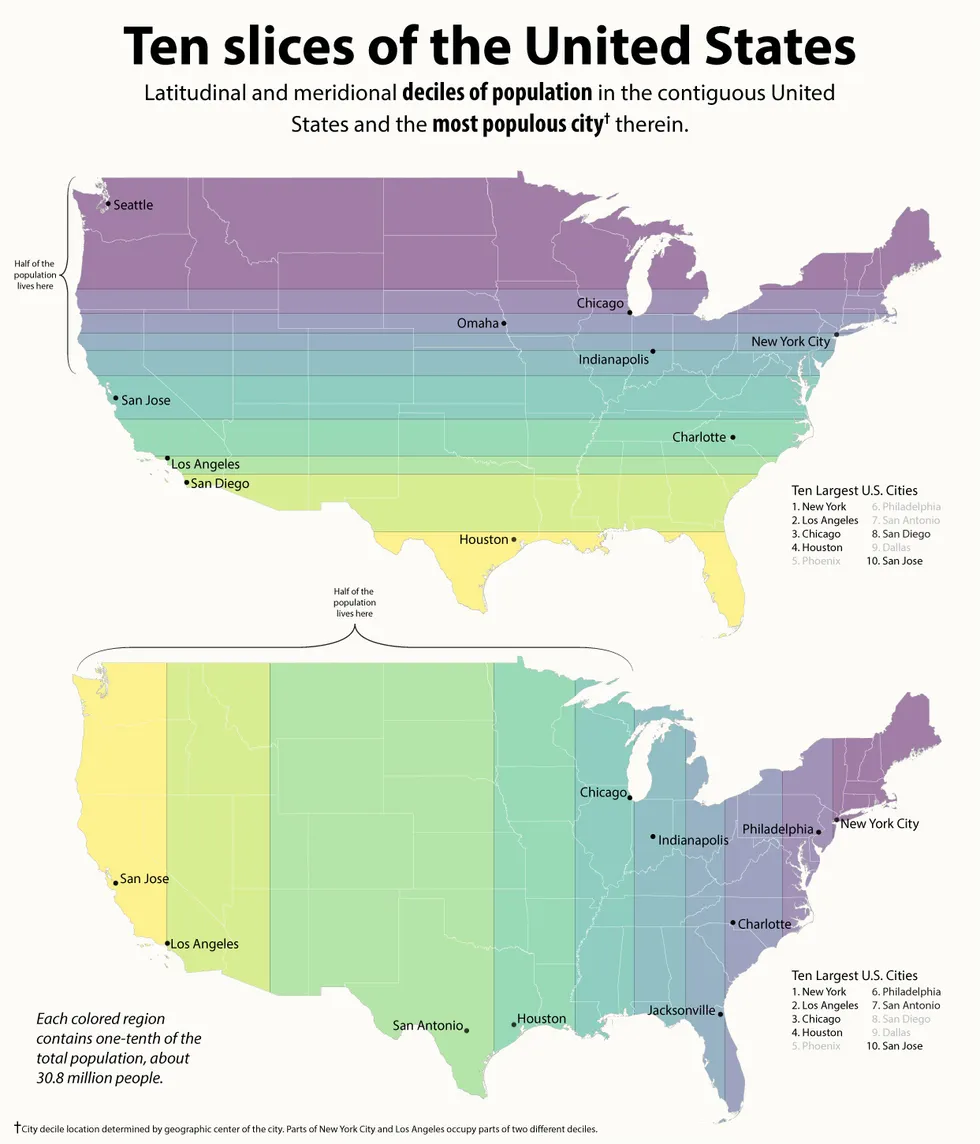 Ten slices of the United States
Latitudinal and meridional deciles of population in the contiguous United
States and the most populous city† therein.
Seattle
Half of the
population
lives here
Chicago
Omaha
New York City
Indianapolis
San Jose
Charlotte
Los Angeles
San Diego
Houston
Ten Largest U.S. Cities
1. New York 6. Philadelphia
2. Los Angeles 7. San Antonio
3. Chicago 8. San Diego
4. Houston 9. Dallas
5. Phoenix 10. San Jose
Half of the
population
lives here
Chicago
Philadelphia
New York City
Indianapolis
San Jose
Charlotte
Los Angeles
Jacksonville
Houston
San Antonio
Ten Largest U.S. Cities
1. New York 6. Philadelphia
2. Los Angeles 7. San Antonio
3. Chicago 8. San Diego
4. Houston 9. Dallas
5. Phoenix 10. San Jose
Each colored region
contains one-tenth of the
total population, about
30.8 million people.
†City decile location determined by geographic center of the city. Parts of New York City and Los Angeles occupy parts of two different deciles.